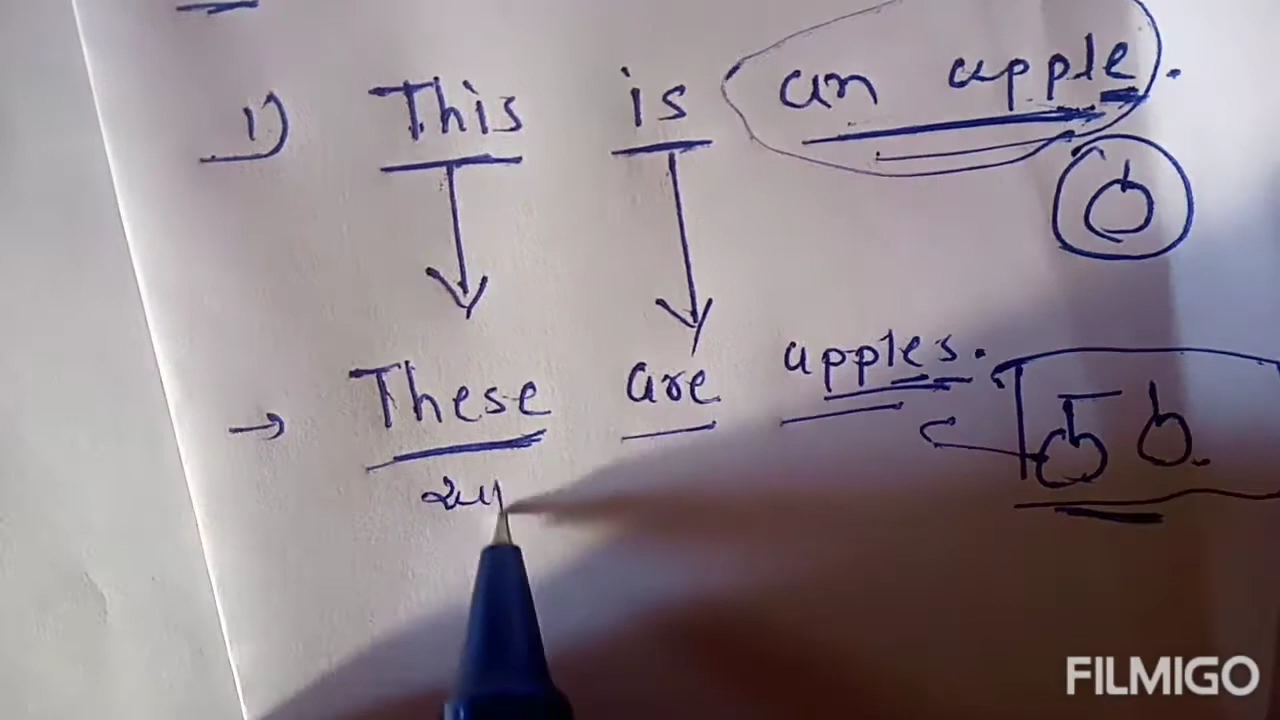 1) This is an apple.
→ These are apples.
FILMIGO